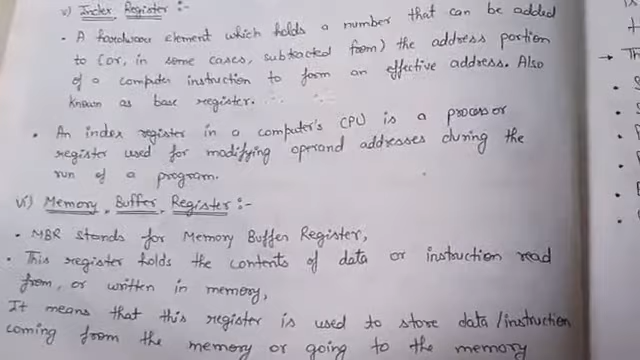 v) Index Register :-
• A hardware element which holds a number that can be added
to (or, in some cases, subtracted from) the address portion
of a computer instruction to form an effective address. Also
known as base register.
• An index register in a computer's CPU is a processor
register used for modifying operand addresses during the
run of a program.
vi) Memory Buffer Register :-
• MBR stands for Memory Buffer Register,
• This register holds the contents of data or instruction read
from, or written in memory,
It means that this register is used to store data/instruction
coming from the memory or going to the memory